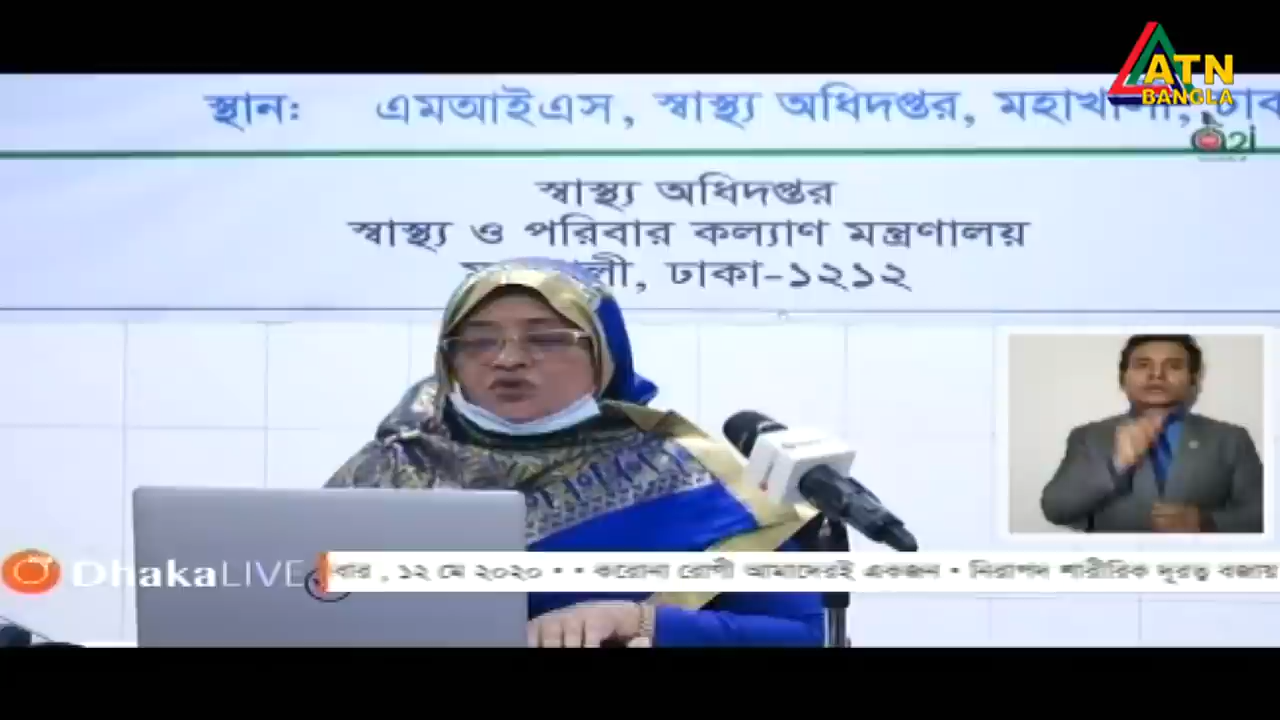 ATN
BANGLA
স্থান: এমআইএস, স্বাস্থ্য অধিদপ্তর, মহাখালী,
a2i
স্বাস্থ্য অধিদপ্তর
স্বাস্থ্য ও পরিবার কল্যাণ মন্ত্রণালয়
ঢাকা-১২১২
DhakaLIVE
বার , ১২ মে ২০২০ • • করোনা রোগী আমাদেরই একজন • নিরাপদ শারীরিক দূরত্ব বজায়